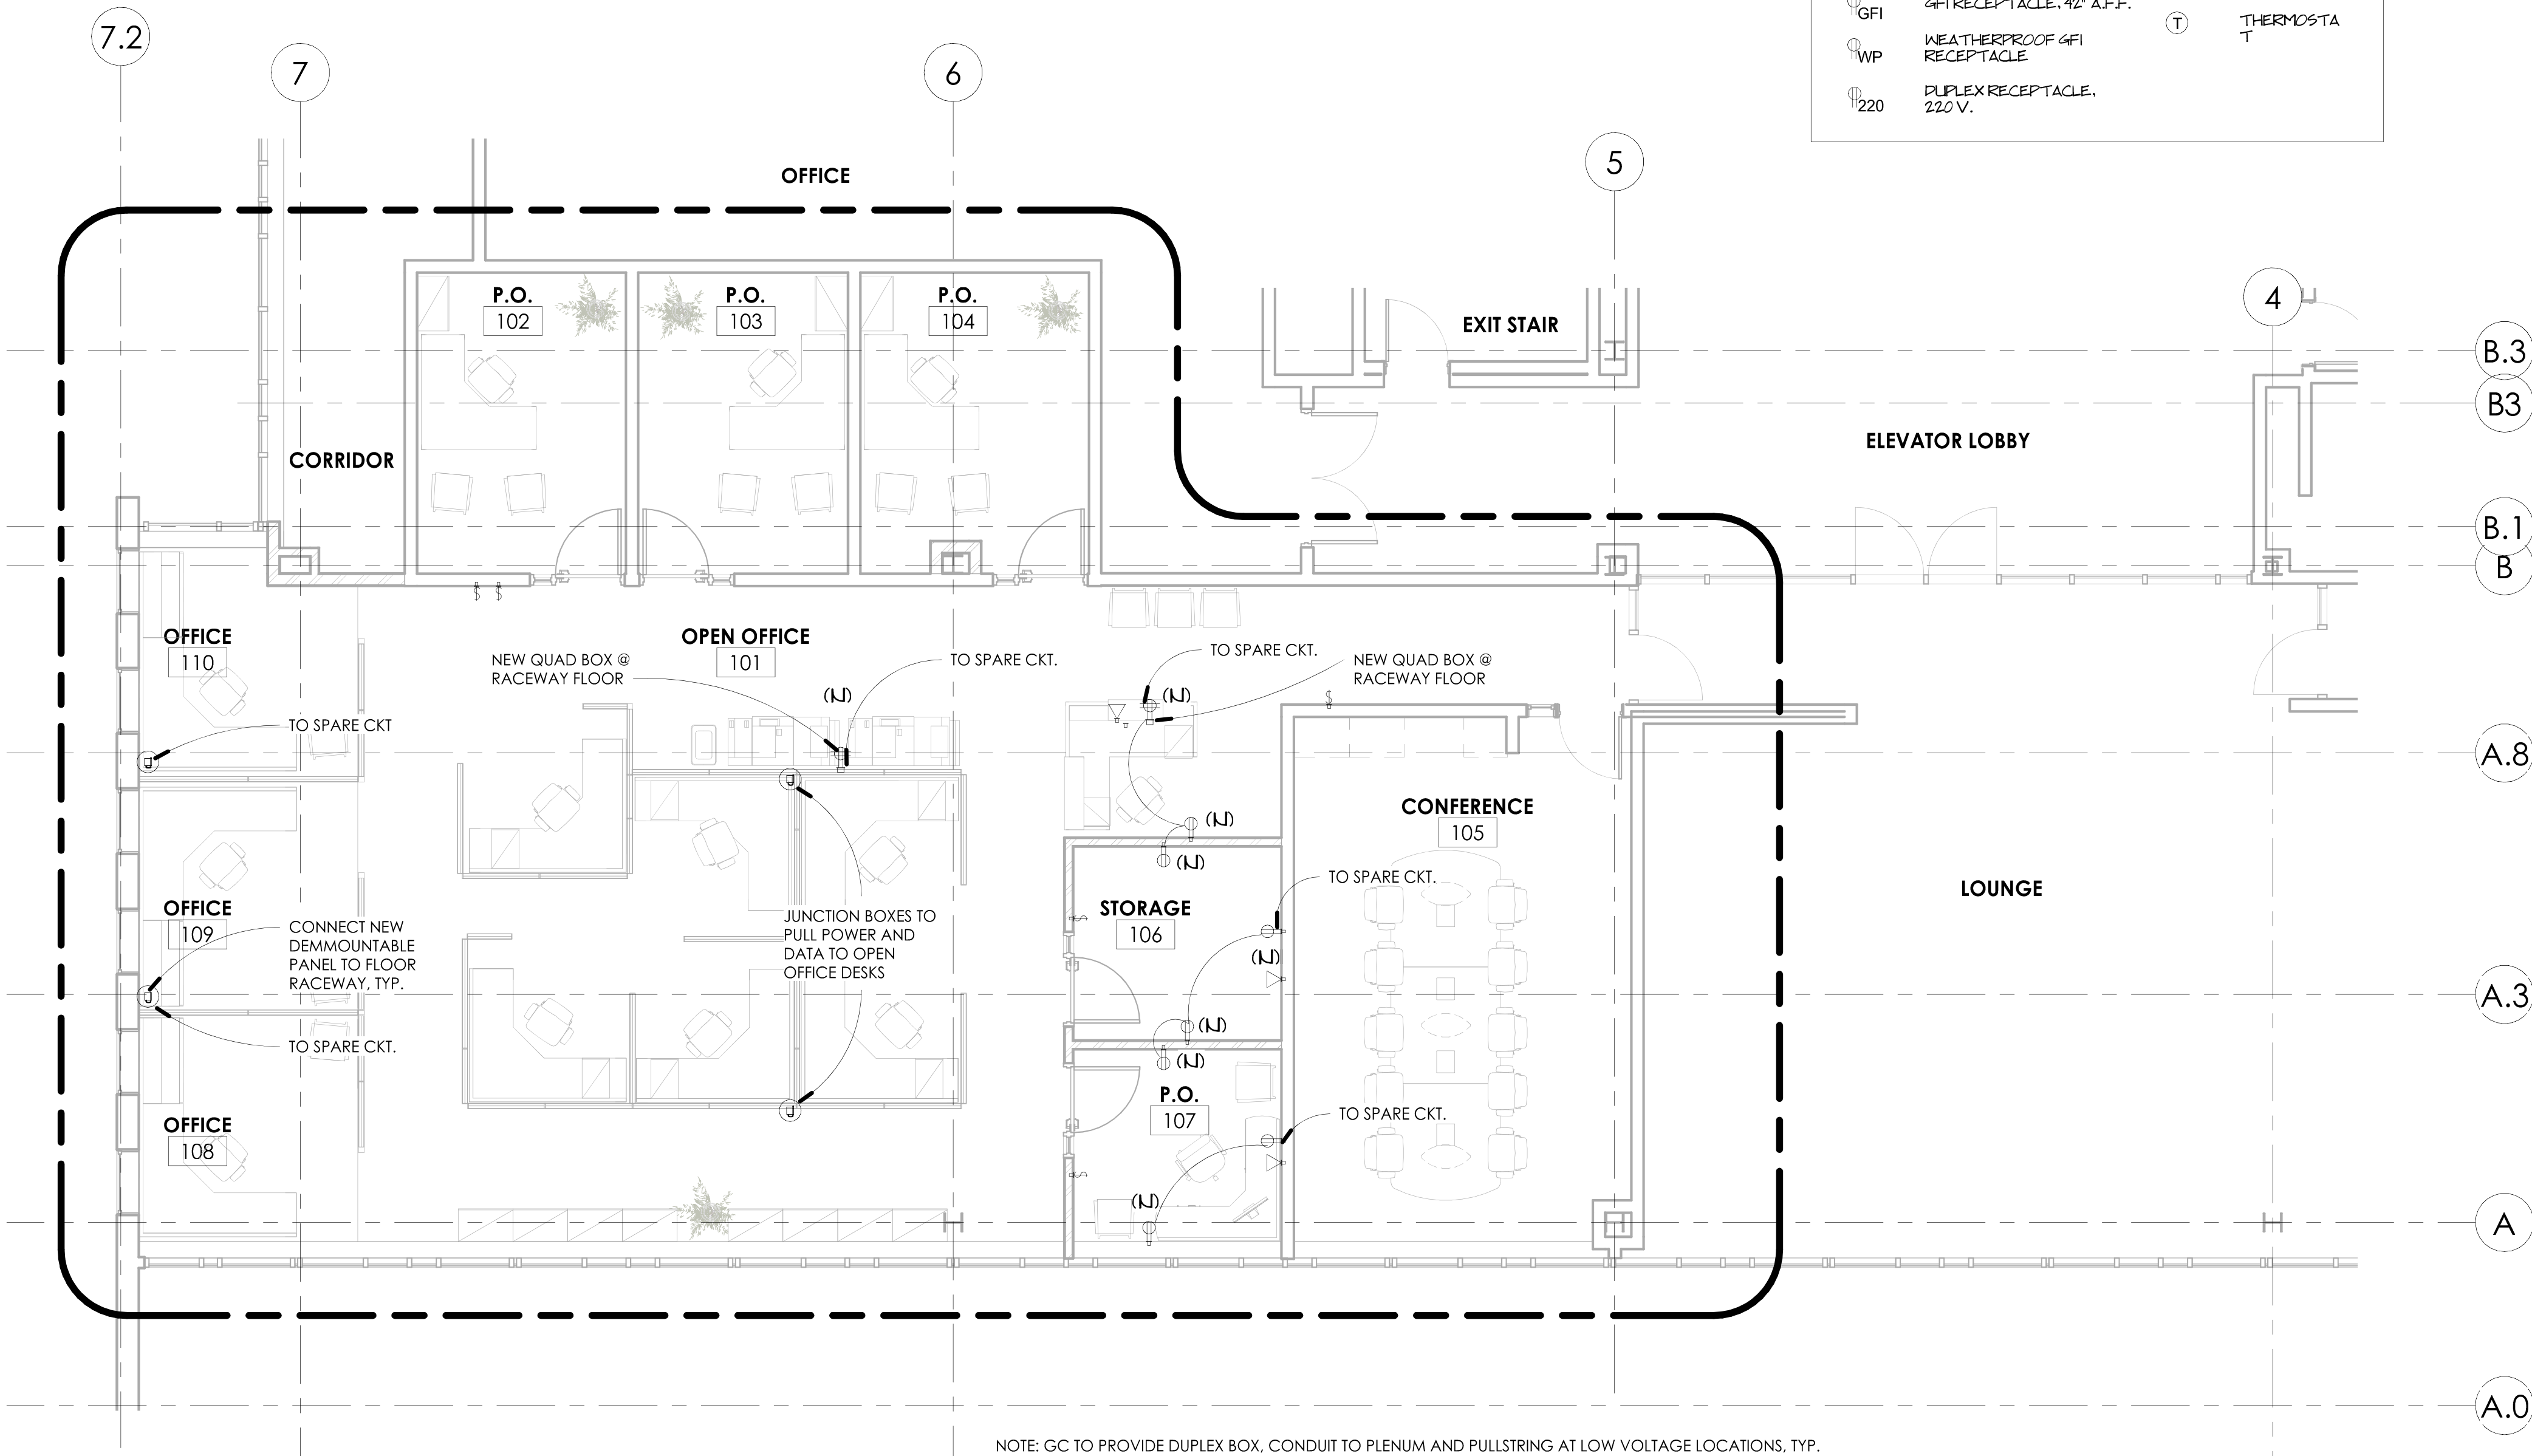 GFI
GFI RECEPTACLE, 42" A.F.F.
T
THERMOSTA
T
WP
WEATHERPROOF GFI
RECEPTACLE
220
DUPLEX RECEPTACLE,
220 V.
7.2
7
6
5
4
OFFICE
P.O.
102
P.O.
103
P.O.
104
EXIT STAIR
B.3
B3
CORRIDOR
ELEVATOR LOBBY
B.1
B
$ $
OFFICE
110
OPEN OFFICE
101
NEW QUAD BOX @
RACEWAY FLOOR
TO SPARE CKT.
(N)
TO SPARE CKT.
NEW QUAD BOX @
RACEWAY FLOOR
(N)
$
TO SPARE CKT
J
J
A.8
CONFERENCE
105
(N)
(N)
TO SPARE CKT.
LOUNGE
OFFICE
109
CONNECT NEW
DEMMOUNTABLE
PANEL TO FLOOR
RACEWAY, TYP.
J
JUNCTION BOXES TO
PULL POWER AND
DATA TO OPEN
OFFICE DESKS
STORAGE
106
$
(N)
A.3
TO SPARE CKT.
(N)
(N)
J
OFFICE
108
P.O.
107
TO SPARE CKT.
$
(N)
A
A.0
NOTE: GC TO PROVIDE DUPLEX BOX, CONDUIT TO PLENUM AND PULLSTRING AT LOW VOLTAGE LOCATIONS, TYP.